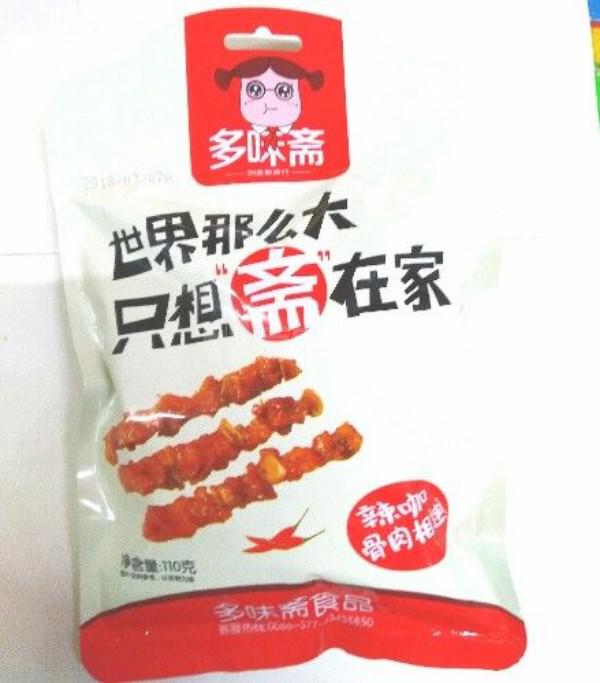 多味斋
世界那么大
只想"斋"在家
辣咖
骨肉相连
净含量:110克
多味斋食品